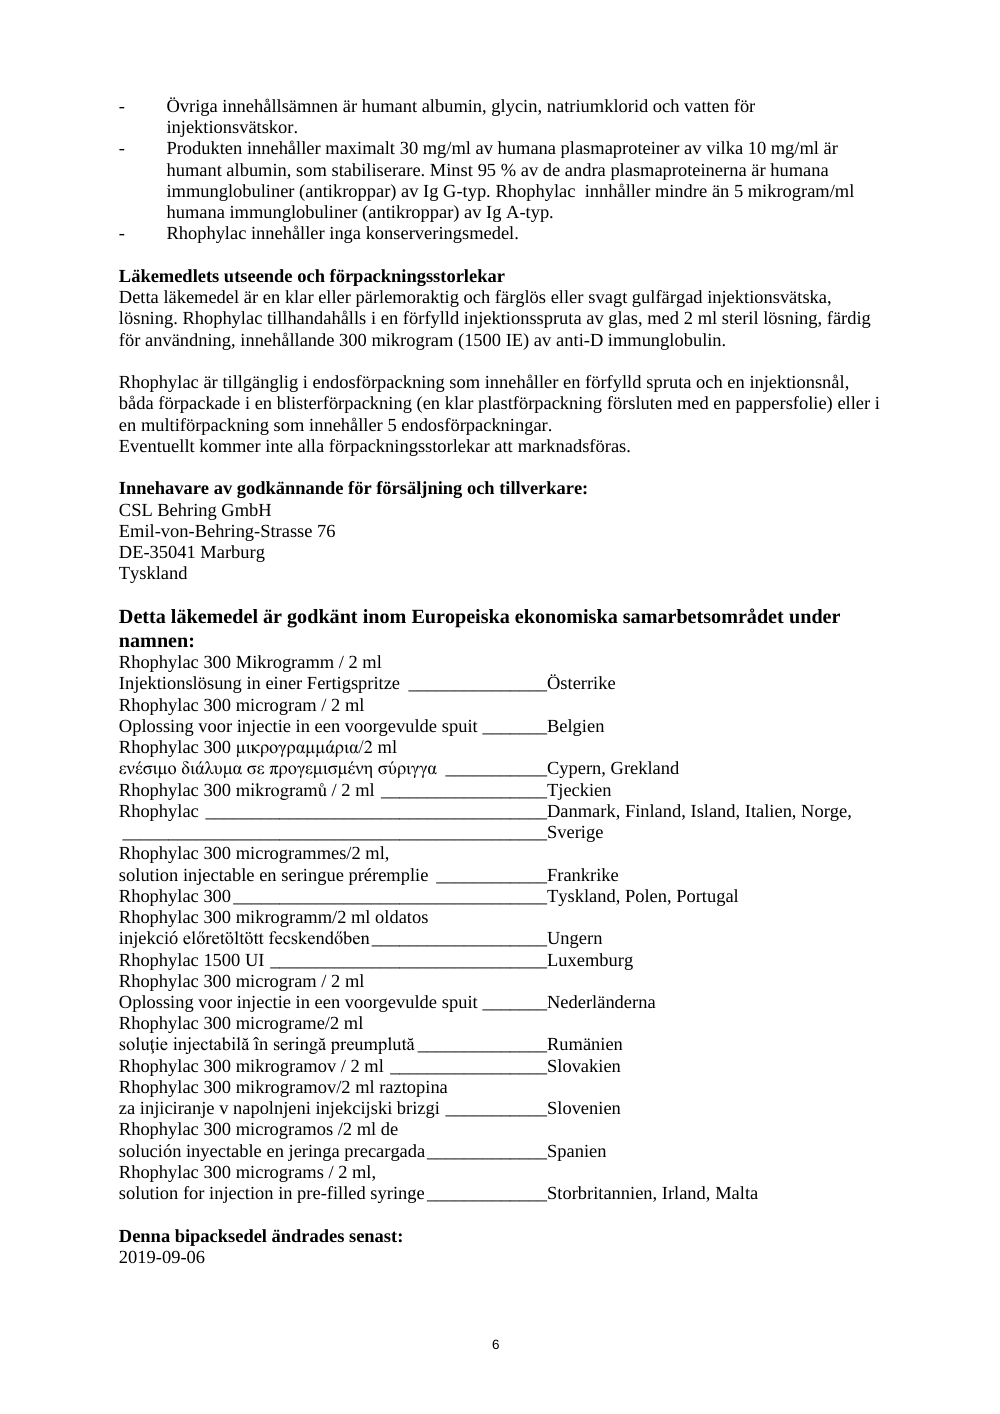 - Övriga innehållsämnen är humant albumin, glycin, natriumklorid och vatten för
injektionsvätskor.
- Produkten innehåller maximalt 30 mg/ml av humana plasmaproteiner av vilka 10 mg/ml är
humant albumin, som stabiliserare. Minst 95 % av de andra plasmaproteinerna är humana
immunglobuliner (antikroppar) av Ig G-typ. Rhophylac  innhåller mindre än 5 mikrogram/ml
humana immunglobuliner (antikroppar) av Ig A-typ.
- Rhophylac innehåller inga konserveringsmedel.
Läkemedlets utseende och förpackningsstorlekar
Detta läkemedel är en klar eller pärlemoraktig och färglös eller svagt gulfärgad injektionsvätska,
lösning. Rhophylac tillhandahålls i en förfylld injektionsspruta av glas, med 2 ml steril lösning, färdig
för användning, innehållande 300 mikrogram (1500 IE) av anti-D immunglobulin.
Rhophylac är tillgänglig i endosförpackning som innehåller en förfylld spruta och en injektionsnål,
båda förpackade i en blisterförpackning (en klar plastförpackning försluten med en pappersfolie) eller i
en multiförpackning som innehåller 5 endosförpackningar.
Eventuellt kommer inte alla förpackningsstorlekar att marknadsföras.
Innehavare av godkännande för försäljning och tillverkare:
CSL Behring GmbH
Emil-von-Behring-Strasse 76
DE-35041 Marburg
Tyskland
Detta läkemedel är godkänt inom Europeiska ekonomiska samarbetsområdet under
namnen:
Rhophylac 300 Mikrogramm / 2 ml
Injektionslösung in einer Fertigspritze _______________Österrike
Rhophylac 300 microgram / 2 ml
Oplossing voor injectie in een voorgevulde spuit _______Belgien
Rhophylac 300 μικρογραμμάρια/2 ml
ενέσιμο διάλυμα σε προγεμισμένη σύριγγα ___________Cypern, Grekland
Rhophylac 300 mikrogramů / 2 ml __________________Tjeckien
Rhophylac _____________________________________Danmark, Finland, Island, Italien, Norge,
______________________________________________Sverige
Rhophylac 300 microgrammes/2 ml,
solution injectable en seringue préremplie ____________Frankrike
Rhophylac 300__________________________________Tyskland, Polen, Portugal
Rhophylac 300 mikrogramm/2 ml oldatos
injekció előretöltött fecskendőben___________________Ungern
Rhophylac 1500 UI ______________________________Luxemburg
Rhophylac 300 microgram / 2 ml
Oplossing voor injectie in een voorgevulde spuit _______Nederländerna
Rhophylac 300 micrograme/2 ml
soluţie injectabilă în seringă preumplută______________Rumänien
Rhophylac 300 mikrogramov / 2 ml _________________Slovakien
Rhophylac 300 mikrogramov/2 ml raztopina
za injiciranje v napolnjeni injekcijski brizgi ___________Slovenien
Rhophylac 300 microgramos /2 ml de
solución inyectable en jeringa precargada_____________Spanien
Rhophylac 300 micrograms / 2 ml,
solution for injection in pre-filled syringe_____________Storbritannien, Irland, Malta
Denna bipacksedel ändrades senast:
2019-09-06
6